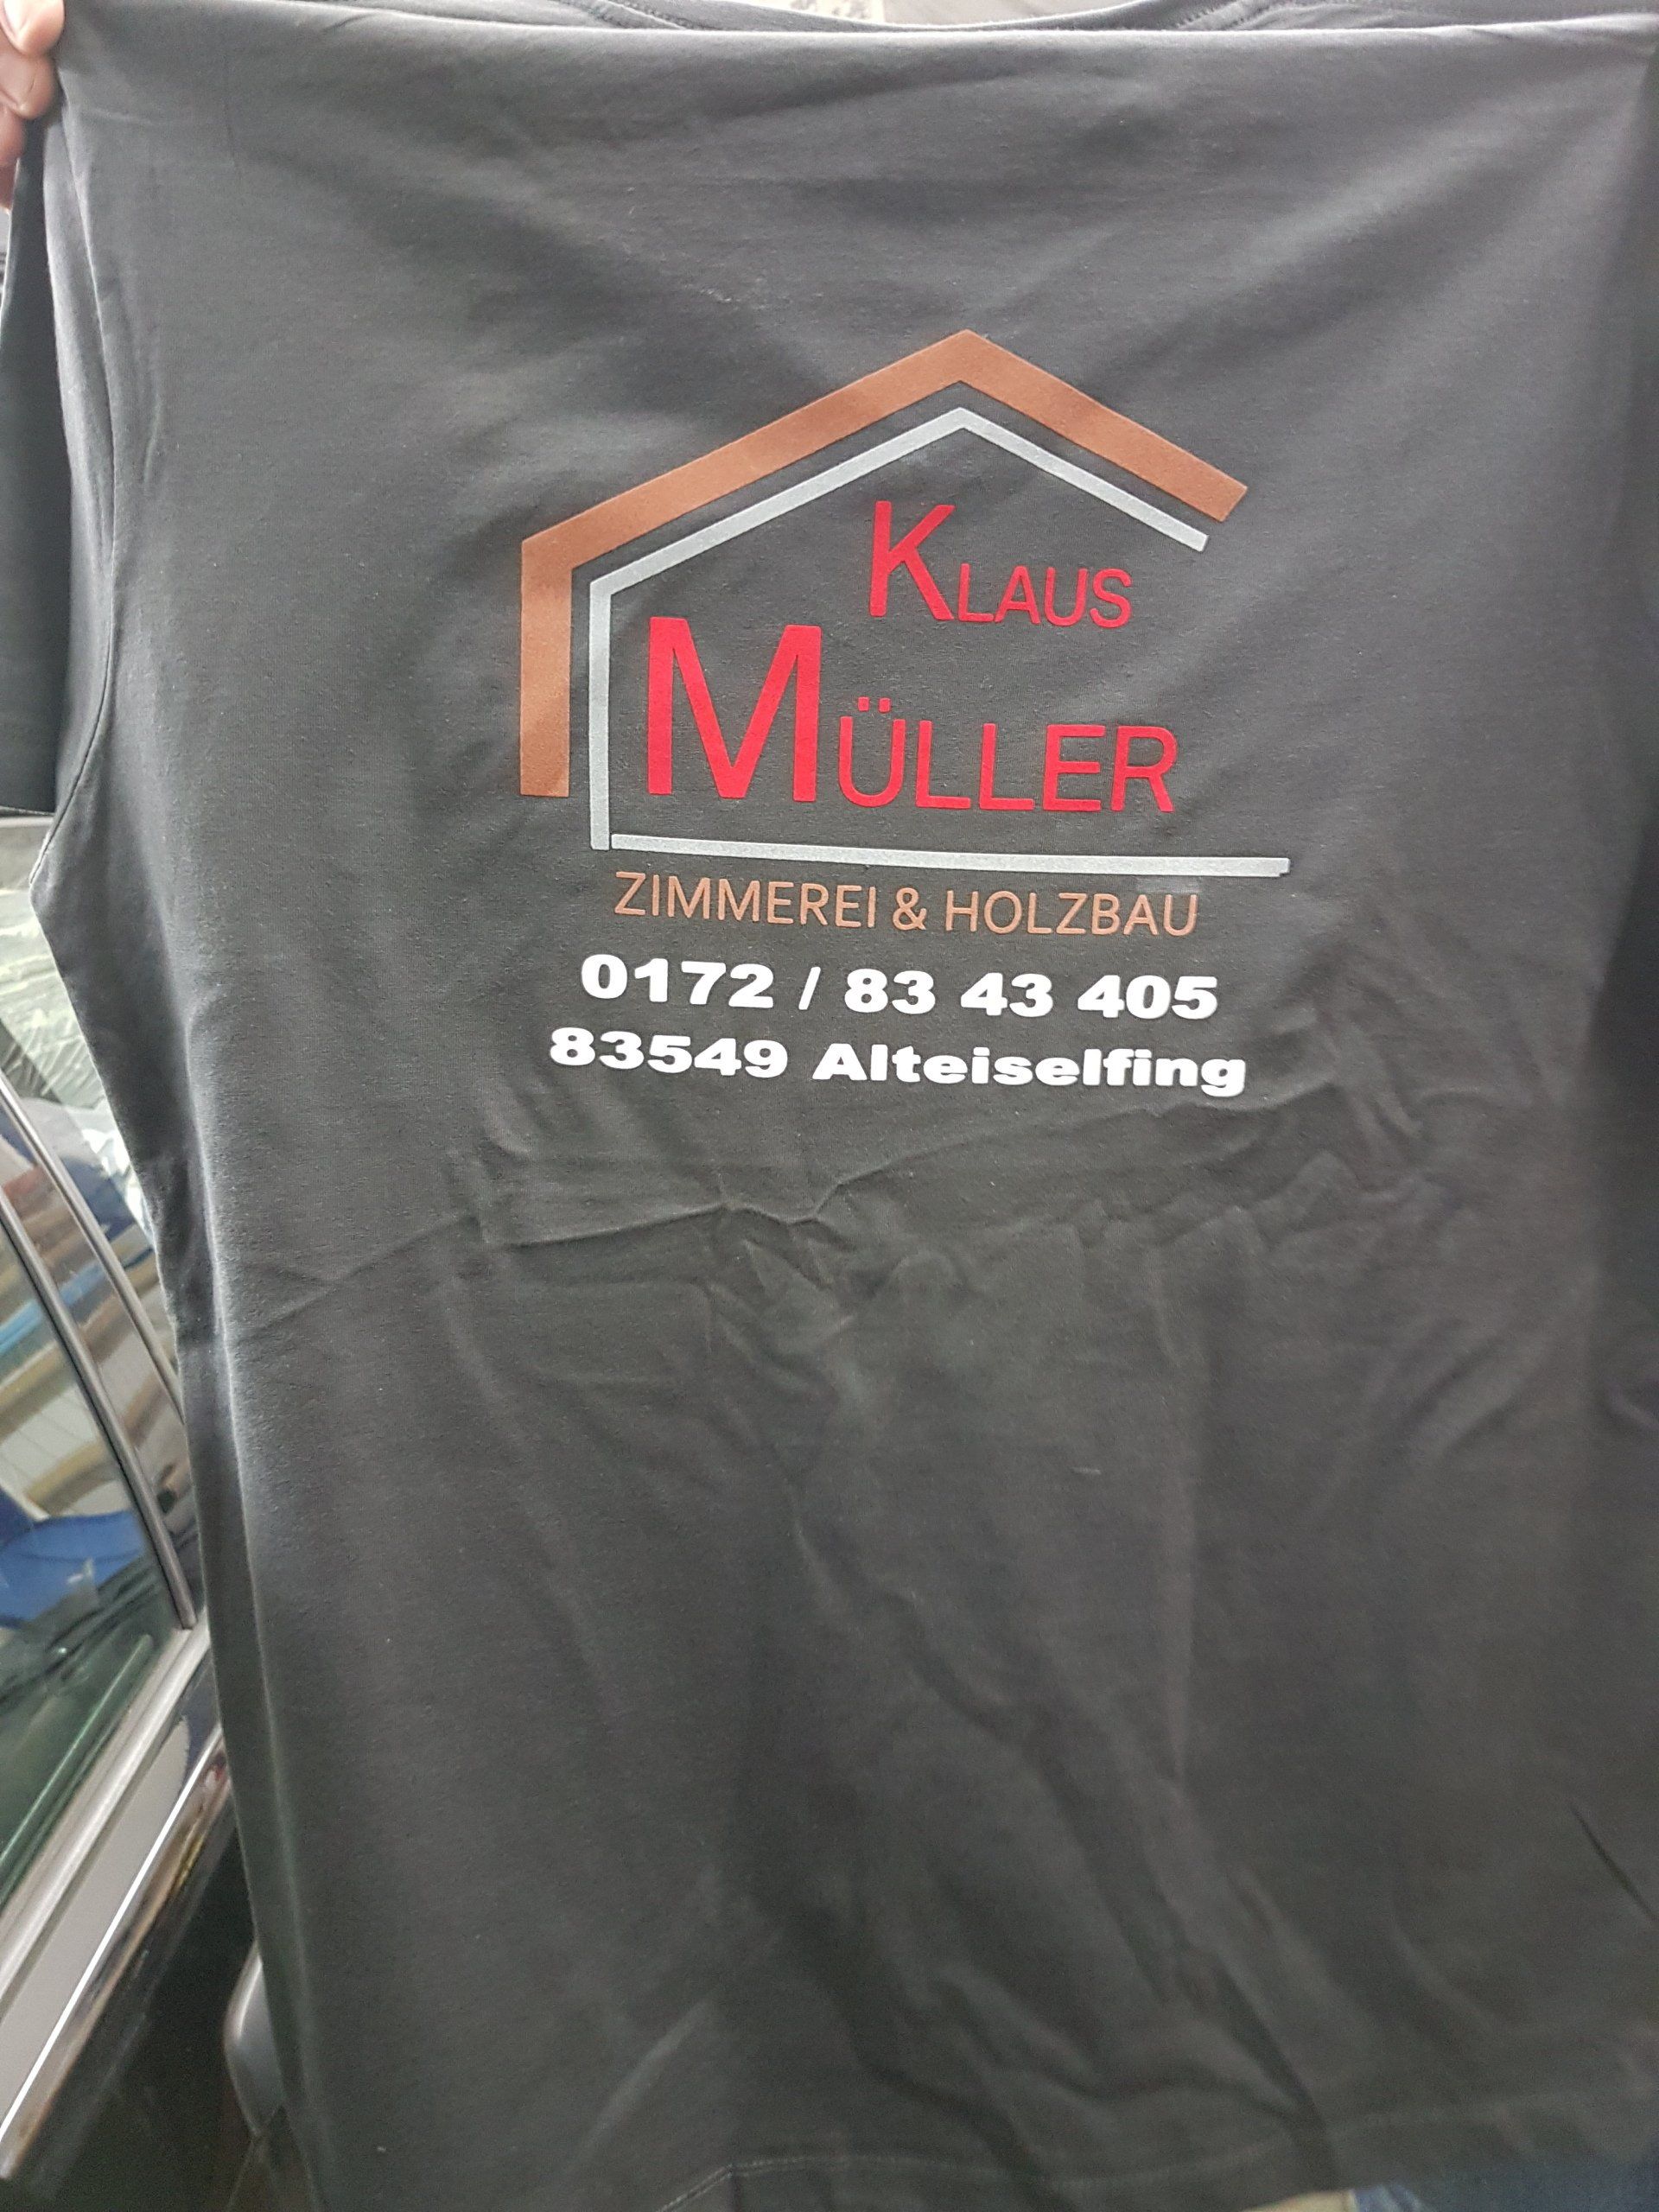 KLAUS
MÜLLER
ZIMMEREI & HOLZBAU
0172 / 83 43 405
83549 Alteiselfing